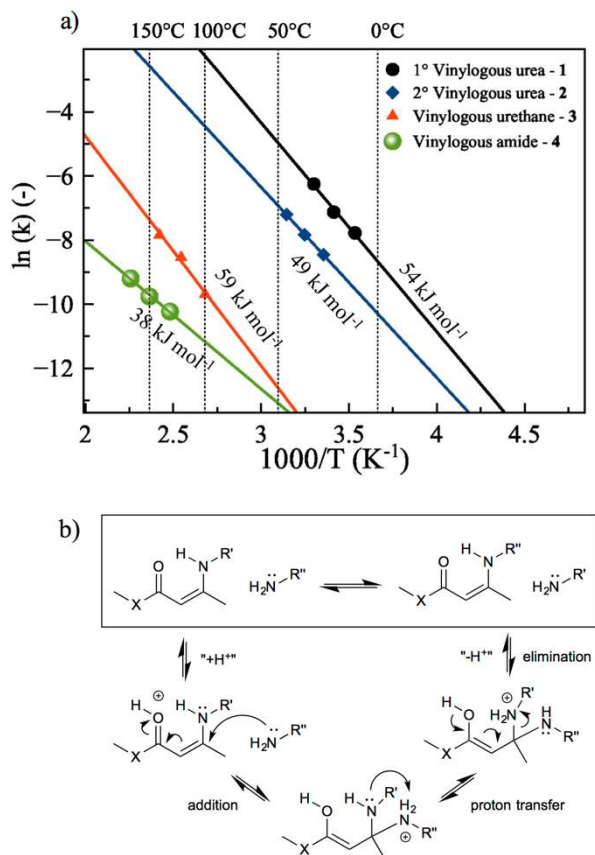 a)
150°C 100°C 50°C 0°C
1° Vinylogous urea - 1
2° Vinylogous urea - 2
Vinylogous urethane - 3
Vinylogous amide - 4
ln (k) (-)
−4
−6
−8
−10
−12
38 kJ mol⁻¹
59 kJ mol⁻¹
49 kJ mol⁻¹
54 kJ mol⁻¹
2 2.5 3 3.5 4 4.5
1000/T (K⁻¹)
b)
O H N R' X H₂N̈ R" O H N R" X H₂N̈ R"
"+H⁺" "-H⁺" elimination
H O ⊕ H N̈ R' X H₂N̈ R" H O ⊕ H₂N R' H N̈ R" X
addition H O H N̈ R' H₂ N ⊕ R" X proton transfer